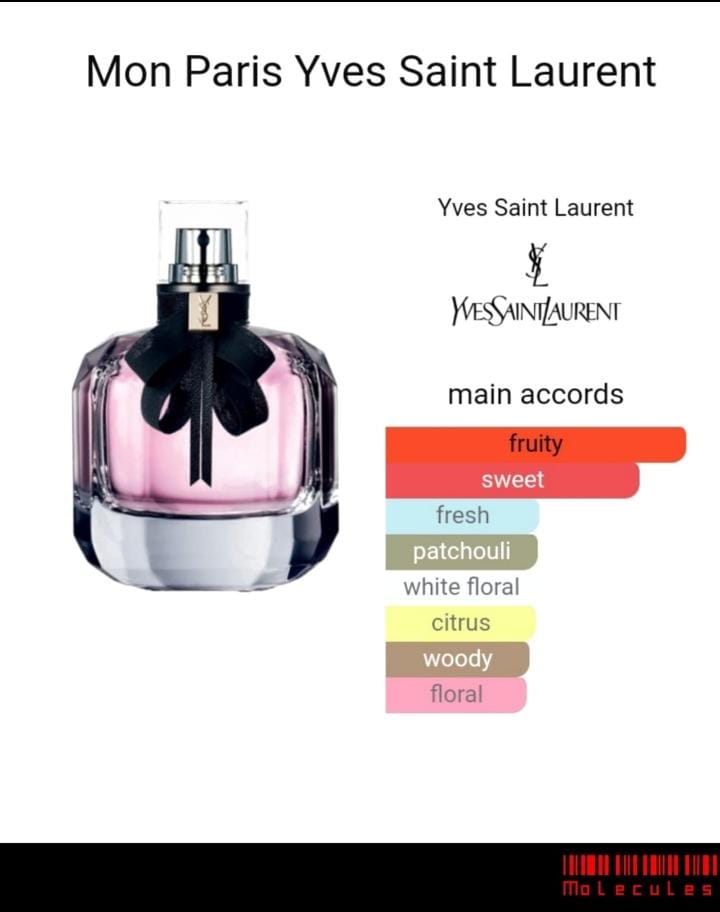 Mon Paris Yves Saint Laurent
Yves Saint Laurent
YSL
YVESSAINTLAURENT
main accords
fruity
sweet
fresh
patchouli
white floral
citrus
woody
floral
Molecules